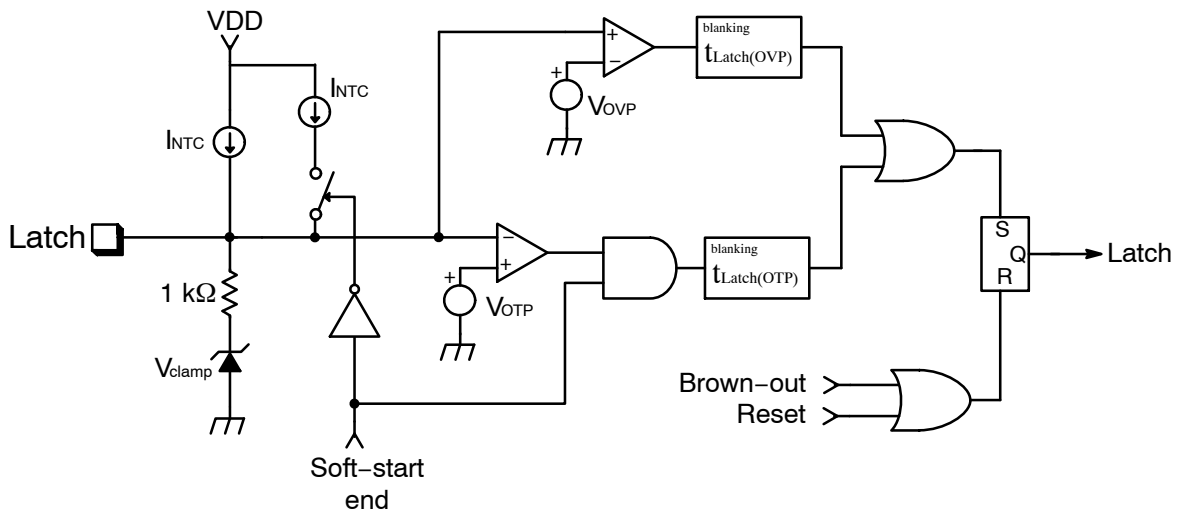 VDD
INTC
INTC
Latch
1 kΩ
Vclamp
Soft–start
end
+
−
+
VOVP
blanking
tLatch(OVP)
−
+
+
VOTP
blanking
tLatch(OTP)
S
Q
R
Latch
Brown–out
Reset